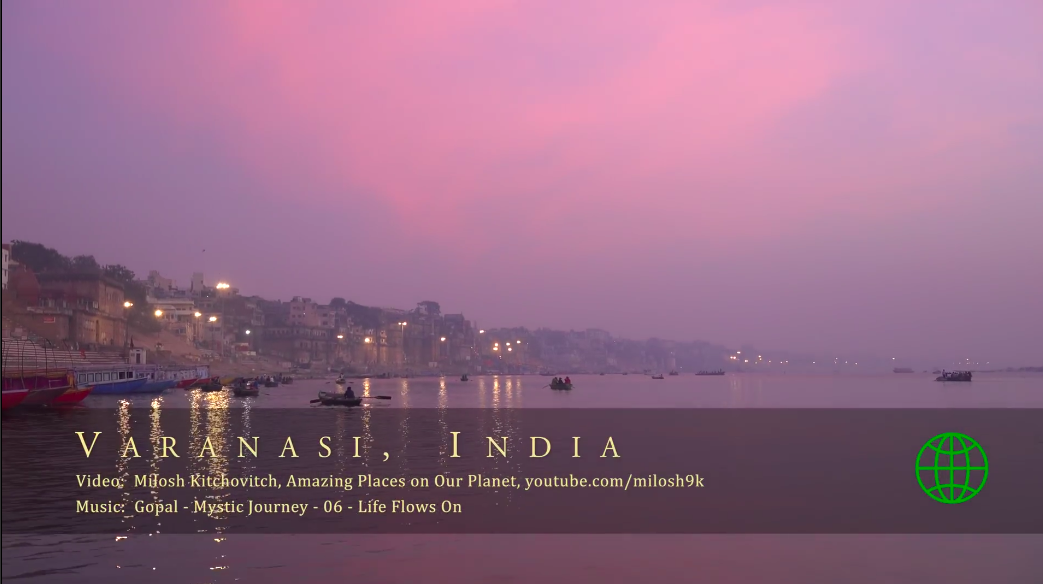 Varanasi, India
Video: Milosh Kitchovitch, Amazing Places on Our Planet, youtube.com/milosh9k
Music: Gopal - Mystic Journey - 06 - Life Flows On